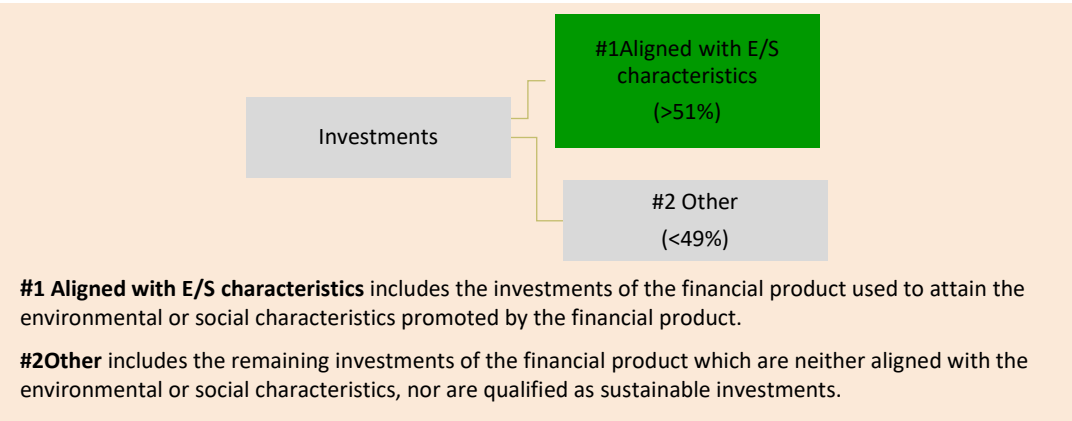 #1Aligned with E/S
characteristics
(>51%)
Investments
#2 Other
(<49%)
#1 Aligned with E/S characteristics includes the investments of the financial product used to attain the
environmental or social characteristics promoted by the financial product.
#2Other includes the remaining investments of the financial product which are neither aligned with the
environmental or social characteristics, nor are qualified as sustainable investments.